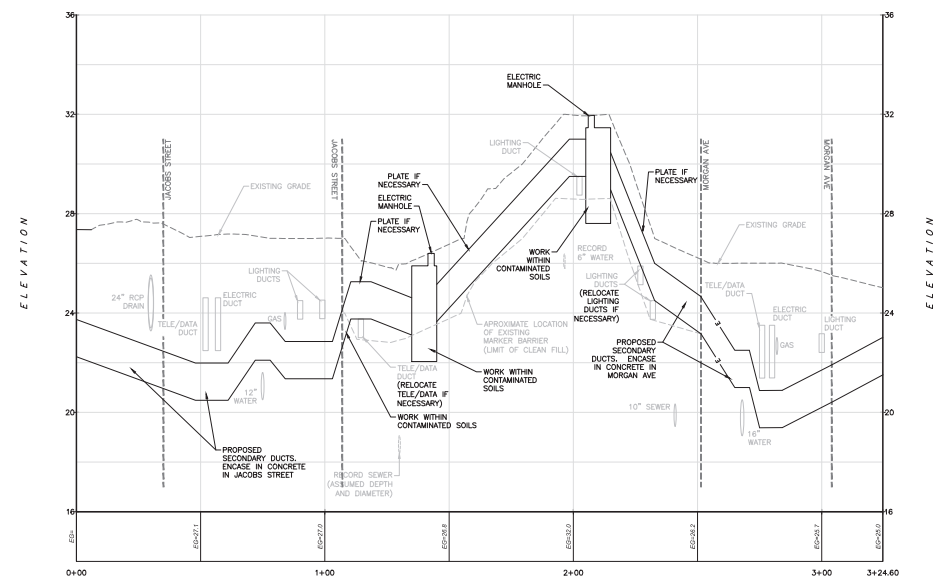 36
36
ELECTRIC
MANHOLE
32
32
JACOBS STREET
JACOBS STREET
LIGHTING
DUCT
MORGAN AVE
MORGAN AVE
PLATE IF
NECESSARY
PLATE IF
NECESSARY
EXISTING GRADE
ELECTRIC
MANHOLE
28
28
PLATE IF
NECESSARY
EXISTING GRADE
ELEVATION
ELEVATION
WORK
WITHIN
CONTAMINATED
SOILS
RECORD
6" WATER
LIGHTING
DUCTS
LIGHTING
DUCTS
(RELOCATE
LIGHTING
DUCTS IF
NECESSARY)
TELE/DATA
DUCT
24" RCP
DRAIN
ELECTRIC
DUCT
ELECTRIC
DUCT
24
24
GAS
TELE/DATA
DUCT
APROXIMATE LOCATION
OF EXISTING
MARKER BARRIER
(LIMIT OF CLEAN FILL)
3
LIGHTING
DUCT
GAS
PROPOSED
SECONDARY
DUCTS. ENCASE
IN CONCRETE IN
MORGAN AVE
3
TELE/DATA
DUCT
(RELOCATE
TELE/DATA IF
NECESSARY)
WORK WITHIN
CONTAMINATED
SOILS
12"
WATER
10" SEWER
20
20
WORK WITHIN
CONTAMINATED SOILS
16"
WATER
PROPOSED
SECONDARY DUCTS.
ENCASE IN CONCRETE
IN JACOBS STREET
RECORD SEWER
(ASSUMED DEPTH
AND DIAMETER)
16
16
EG=
EG=27.1
EG=27.0
EG=26.8
EG=32.0
EG=26.2
EG=25.7
EG=25.0
0+00
1+00
2+00
3+00
3+24.60